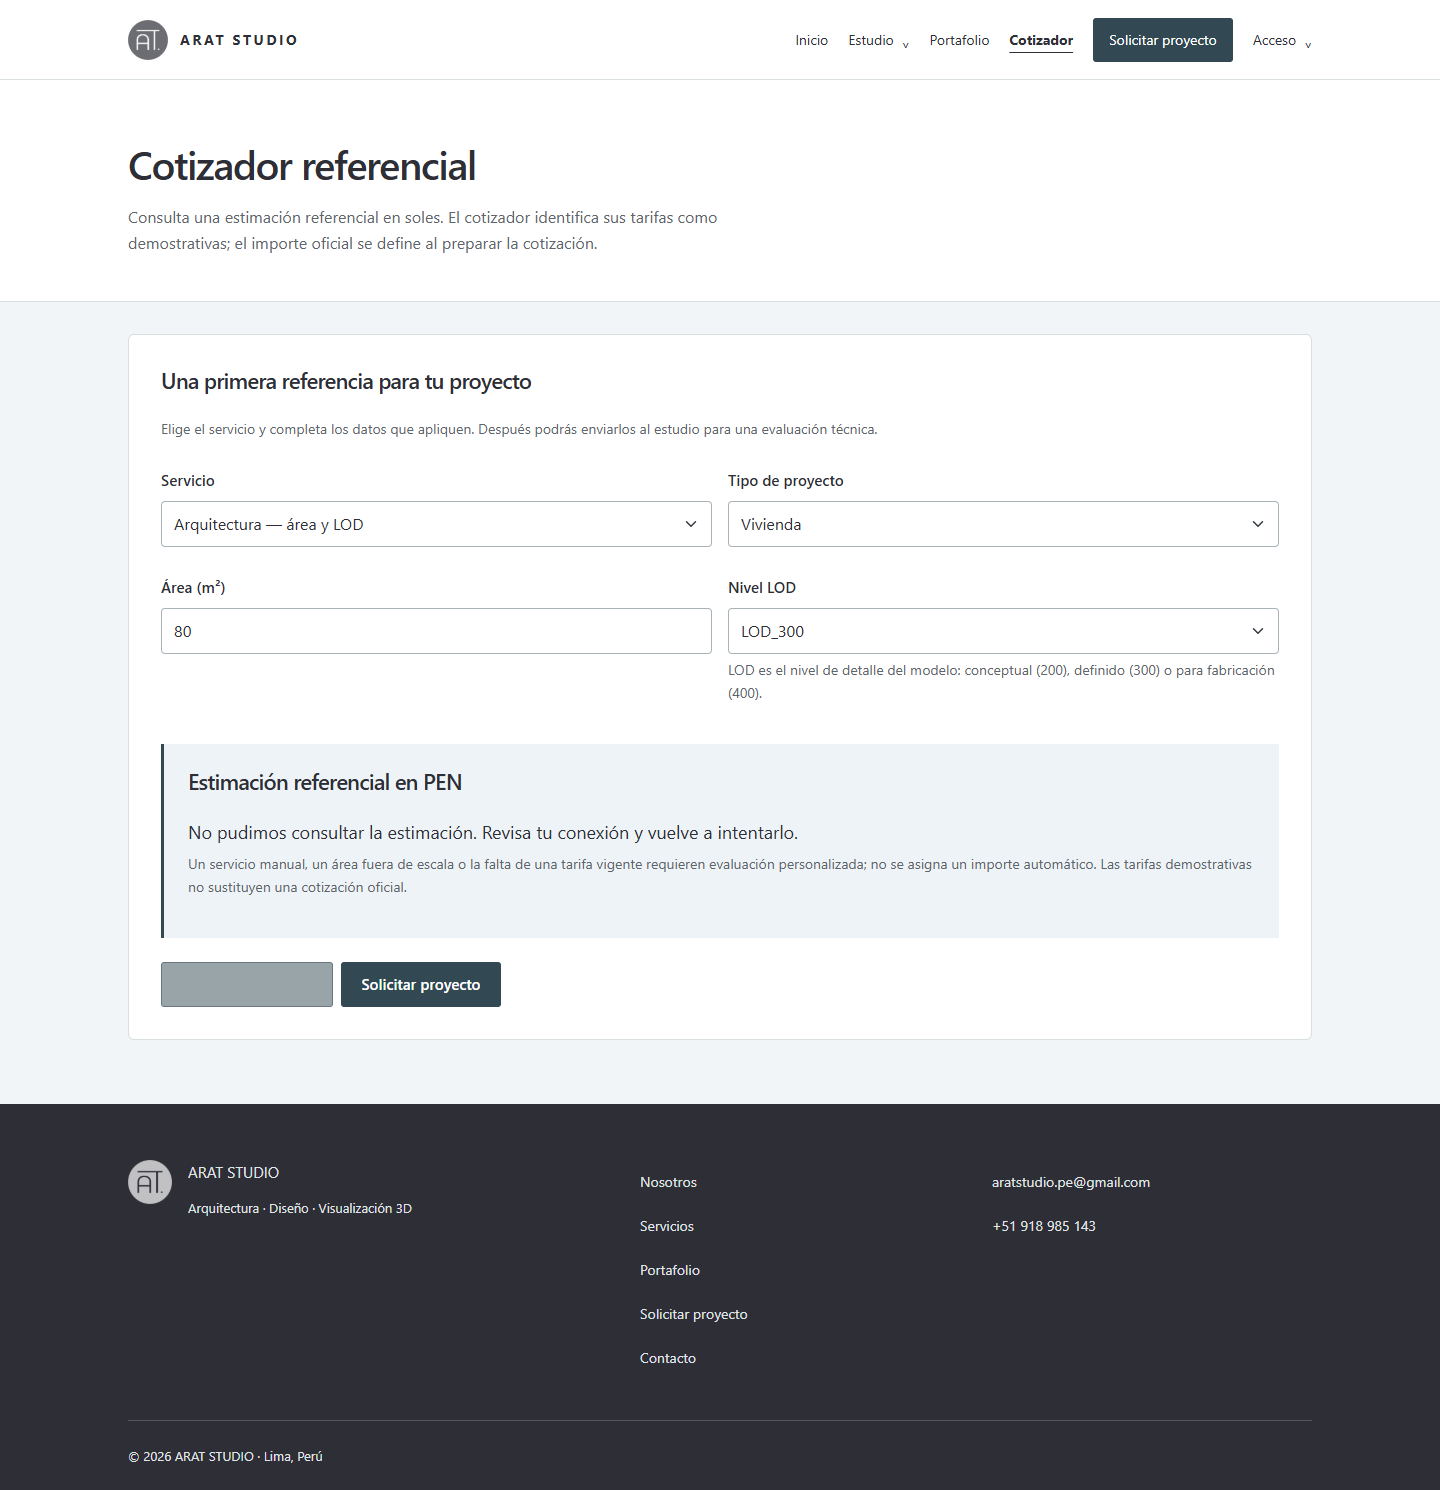 AT. ARAT STUDIO
Inicio Estudio v Portafolio Cotizador Solicitar proyecto Acceso v
Cotizador referencial
Consulta una estimación referencial en soles. El cotizador identifica sus tarifas como
demostrativas; el importe oficial se define al preparar la cotización.
Una primera referencia para tu proyecto
Elige el servicio y completa los datos que apliquen. Después podrás enviarlos al estudio para una evaluación técnica.
Servicio
Arquitectura — área y LOD
Tipo de proyecto
Vivienda
Área (m²)
80
Nivel LOD
LOD_300
LOD es el nivel de detalle del modelo: conceptual (200), definido (300) o para fabricación
(400).
Estimación referencial en PEN
No pudimos consultar la estimación. Revisa tu conexión y vuelve a intentarlo.
Un servicio manual, un área fuera de escala o la falta de una tarifa vigente requieren evaluación personalizada; no se asigna un importe automático. Las tarifas demostrativas
no sustituyen una cotización oficial.
Solicitar proyecto
AT. ARAT STUDIO
Arquitectura · Diseño · Visualización 3D
Nosotros
Servicios
Portafolio
Solicitar proyecto
Contacto
aratstudio.pe@gmail.com
+51 918 985 143
© 2026 ARAT STUDIO · Lima, Perú